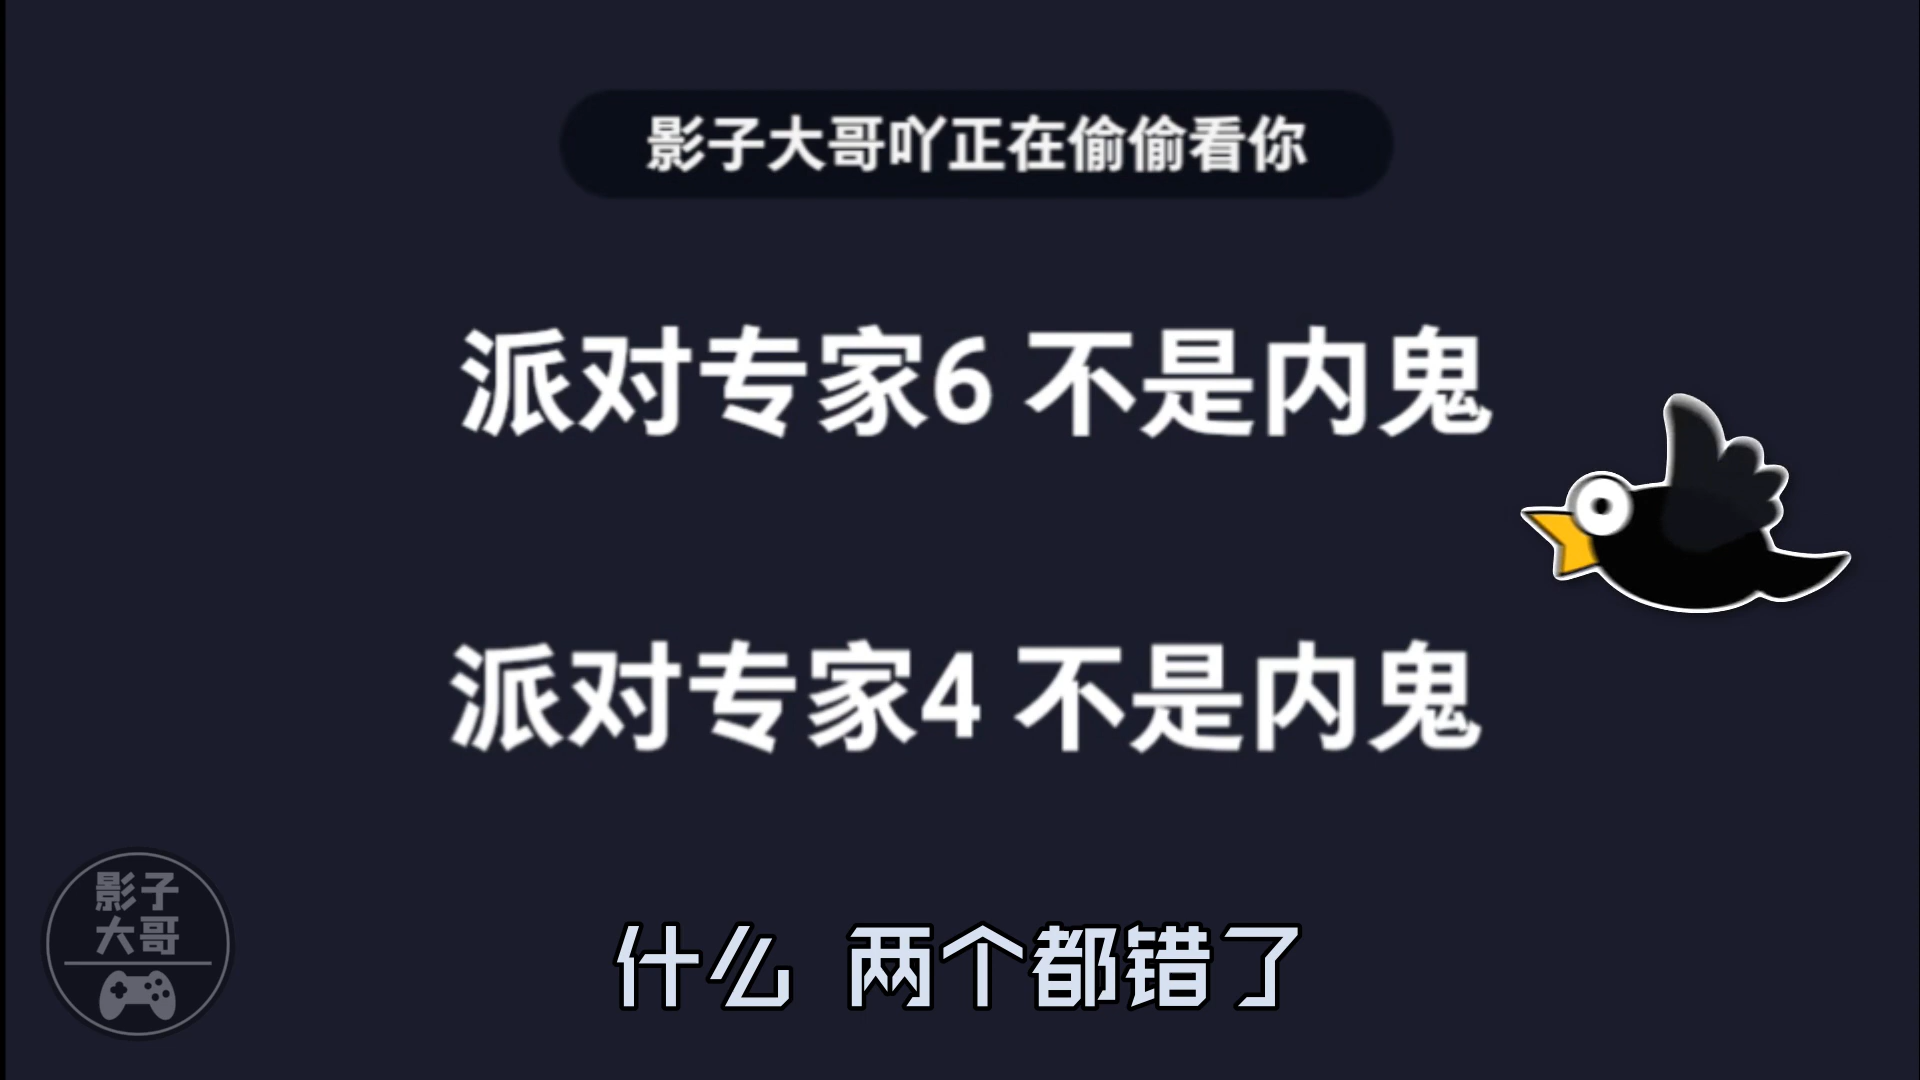 影子大哥吖正在偷偷看你
派对专家6 不是内鬼
派对专家4 不是内鬼
影子
大哥
什么 两个都错了